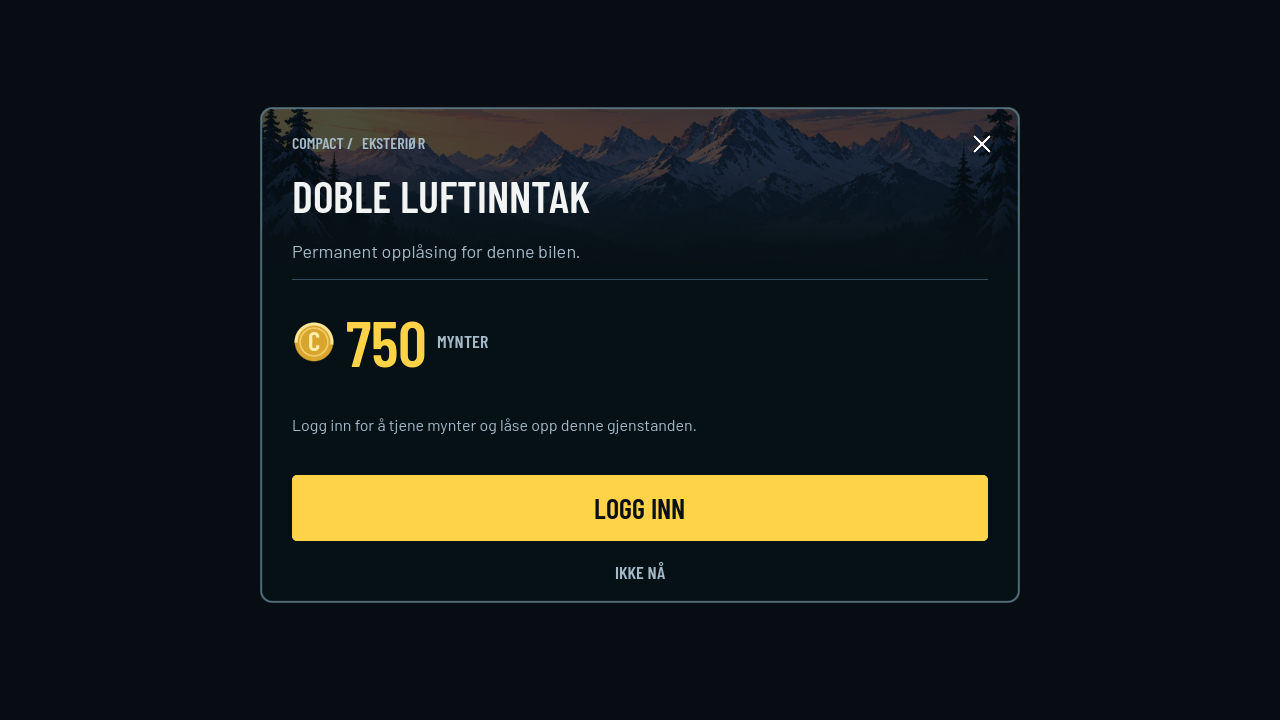 COMPACT / EKSTERIØR
DOBLE LUFTINNTAK
Permanent opplåsing for denne bilen.
C 750 MYNTER
Logg inn for å tjene mynter og låse opp denne gjenstanden.
LOGG INN
IKKE NÅ